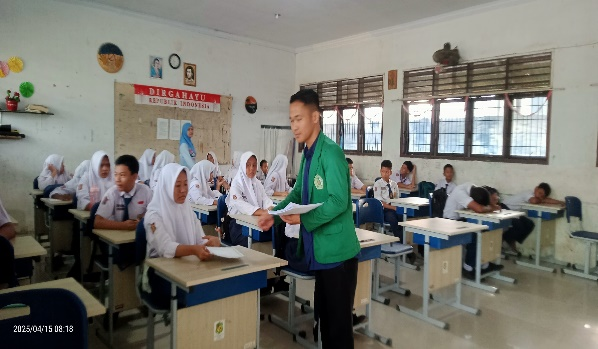 DIRGAHAYU
REPUBLIK INDONESIA
2025/04/15 08:18